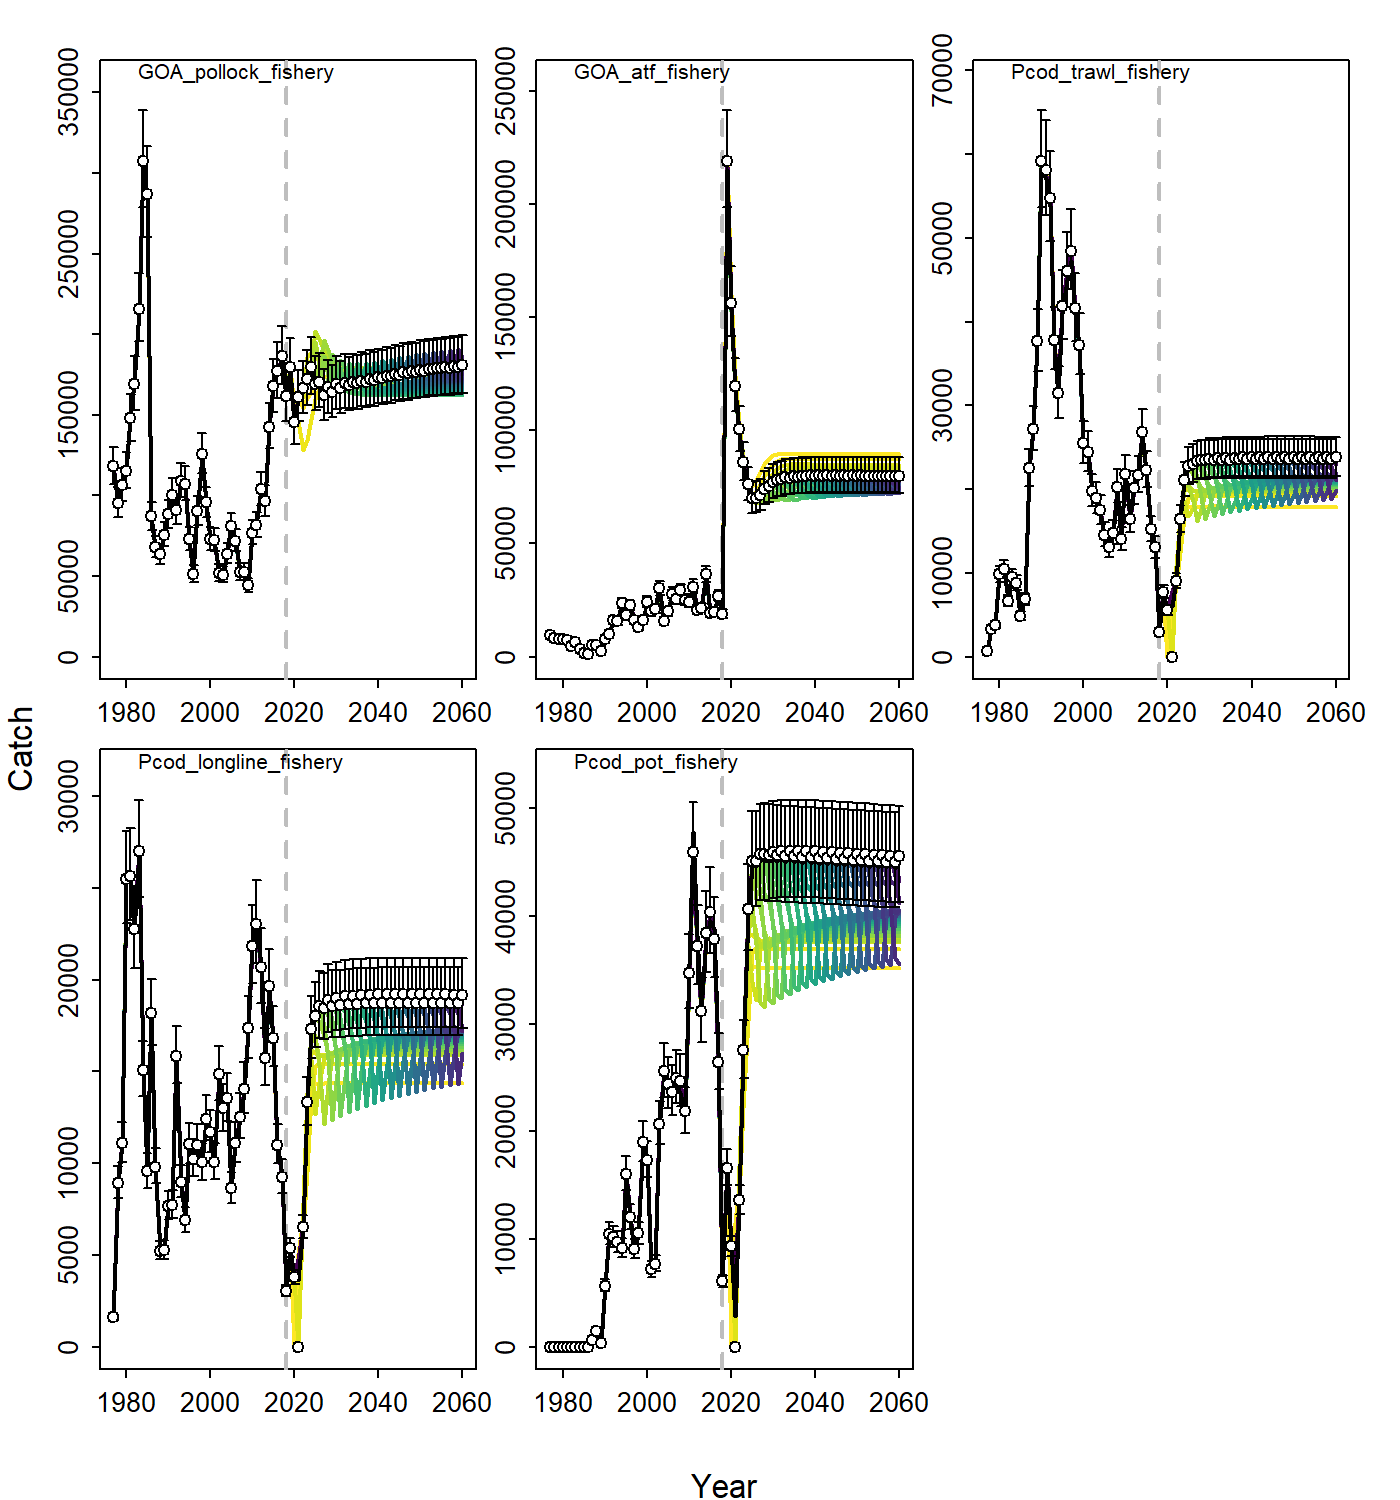 GOA_pollock_fishery
0
50000
150000
250000
350000
1980 2000 2020 2040 2060
GOA_atf_fishery
0
50000
100000
150000
200000
250000
1980 2000 2020 2040 2060
Pcod_trawl_fishery
0
10000
30000
50000
70000
1980 2000 2020 2040 2060
Catch
Pcod_longline_fishery
0
5000
10000
20000
30000
1980 2000 2020 2040 2060
Pcod_pot_fishery
0
10000
20000
30000
40000
50000
1980 2000 2020 2040 2060
Year